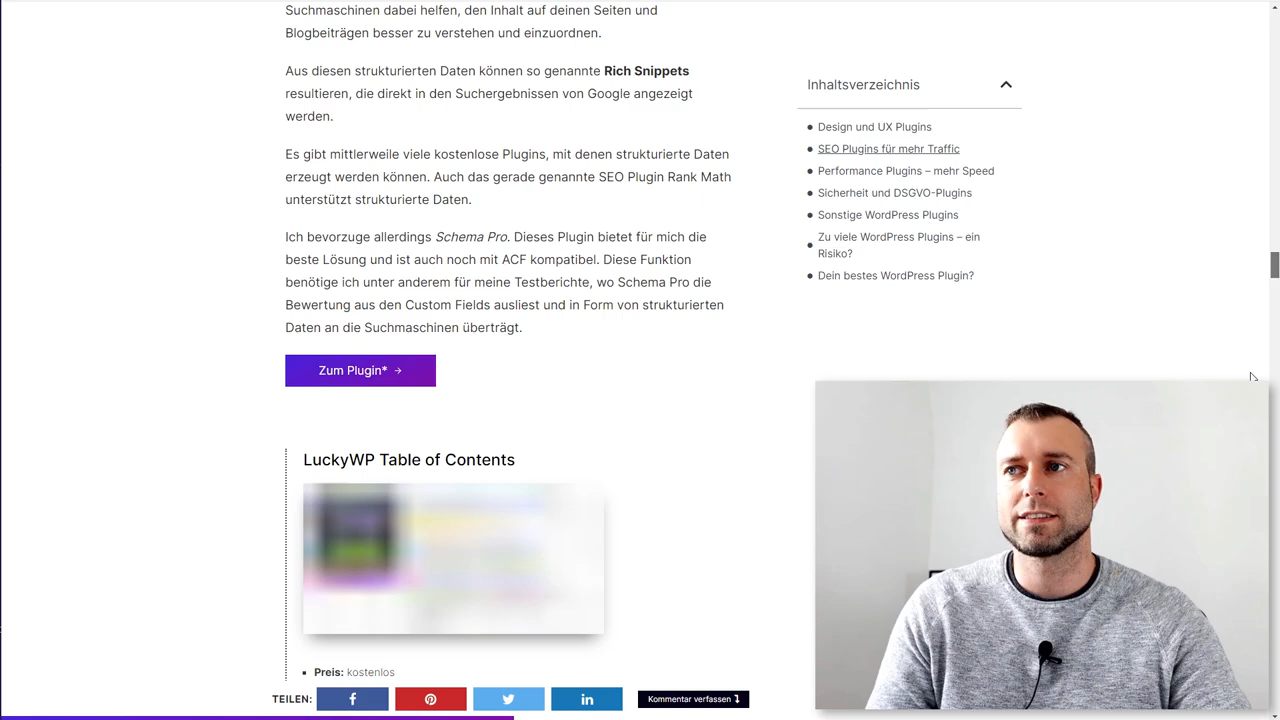 Suchmaschinen dabei helfen, den Inhalt auf deinen Seiten und
Blogbeiträgen besser zu verstehen und einzuordnen.
Aus diesen strukturierten Daten können so genannte Rich Snippets
resultieren, die direkt in den Suchergebnissen von Google angezeigt
werden.
Es gibt mittlerweile viele kostenlose Plugins, mit denen strukturierte Daten
erzeugt werden können. Auch das gerade genannte SEO Plugin Rank Math
unterstützt strukturierte Daten.
Ich bevorzuge allerdings Schema Pro. Dieses Plugin bietet für mich die
beste Lösung und ist auch noch mit ACF kompatibel. Diese Funktion
benötige ich unter anderem für meine Testberichte, wo Schema Pro die
Bewertung aus den Custom Fields ausliest und in Form von strukturierten
Daten an die Suchmaschinen überträgt.
Zum Plugin* →
LuckyWP Table of Contents
Preis: kostenlos
TEILEN:
Kommentar verfassen
Inhaltsverzeichnis
Design und UX Plugins
SEO Plugins für mehr Traffic
Performance Plugins – mehr Speed
Sicherheit und DSGVO-Plugins
Sonstige WordPress Plugins
Zu viele WordPress Plugins – ein
Risiko?
Dein bestes WordPress Plugin?